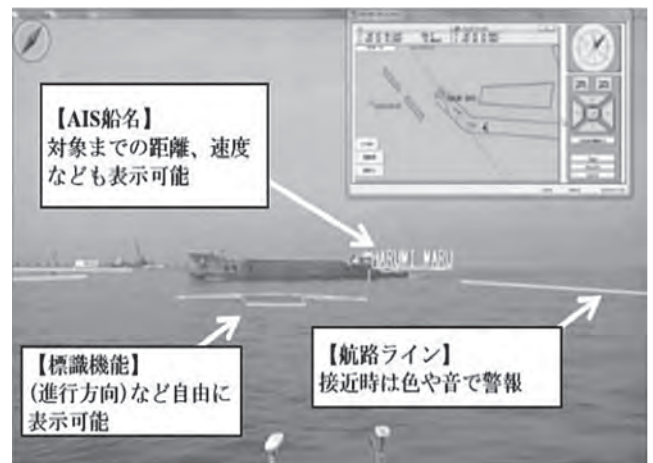 【AIS船名】
対象までの距離、速度
なども表示可能
HARUMI MARU
【標識機能】
(進行方向)など自由に
表示可能
【航路ライン】
接近時は色や音で警報